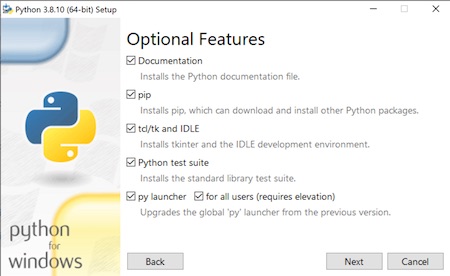 Python 3.8.10 (64-bit) Setup
Optional Features
Documentation
Installs the Python documentation file.
pip
Installs pip, which can download and install other Python packages.
tcl/tk and IDLE
Installs tkinter and the IDLE development environment.
Python test suite
Installs the standard library test suite.
py launcher for all users (requires elevation)
Upgrades the global 'py' launcher from the previous version.
python
for
windows
Back Next Cancel